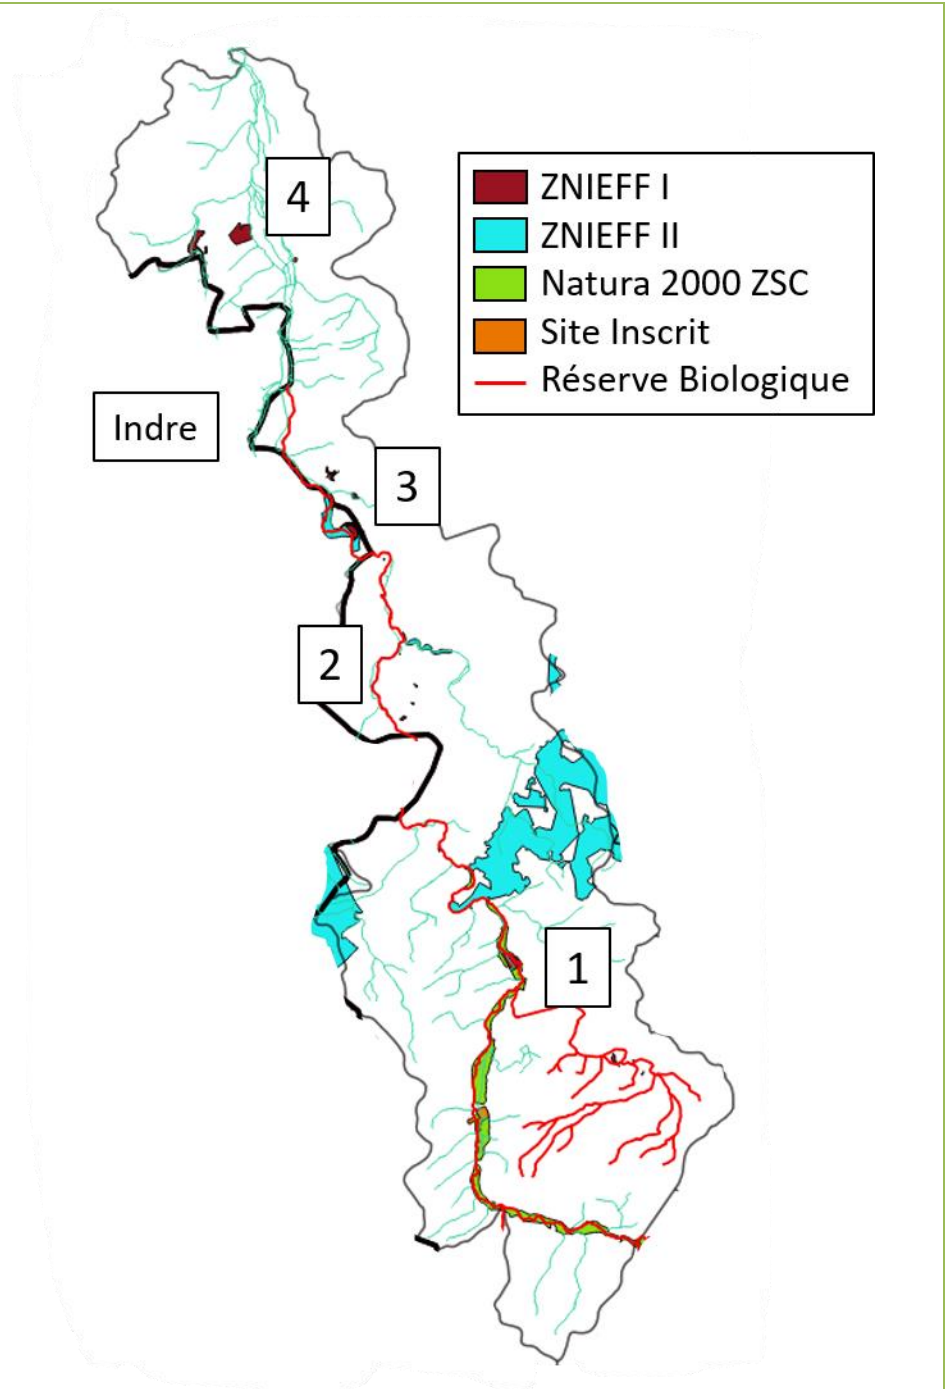 4
ZNIEFF I
ZNIEFF II
Natura 2000 ZSC
Site Inscrit
Réserve Biologique
Indre
3
2
1